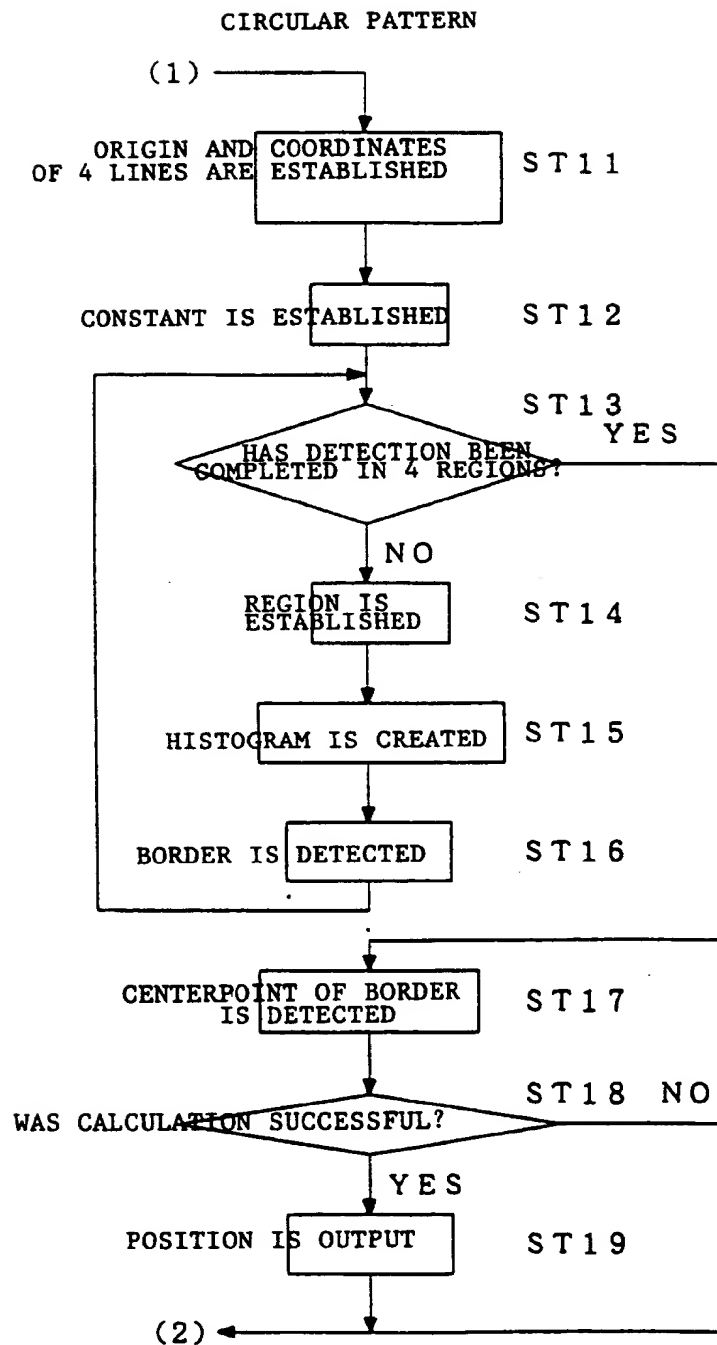 CIRCULAR PATTERN
(1)
ORIGIN AND COORDINATES
OF 4 LINES ARE ESTABLISHED
ST11
CONSTANT IS ESTABLISHED
ST12
ST13
YES
HAS DETECTION BEEN
COMPLETED IN 4 REGIONS?
NO
REGION IS
ESTABLISHED
ST14
HISTOGRAM IS CREATED
ST15
BORDER IS DETECTED
ST16
CENTERPOINT OF BORDER
IS DETECTED
ST17
ST18 NO
WAS CALCULATION SUCCESSFUL?
YES
POSITION IS OUTPUT
ST19
(2)